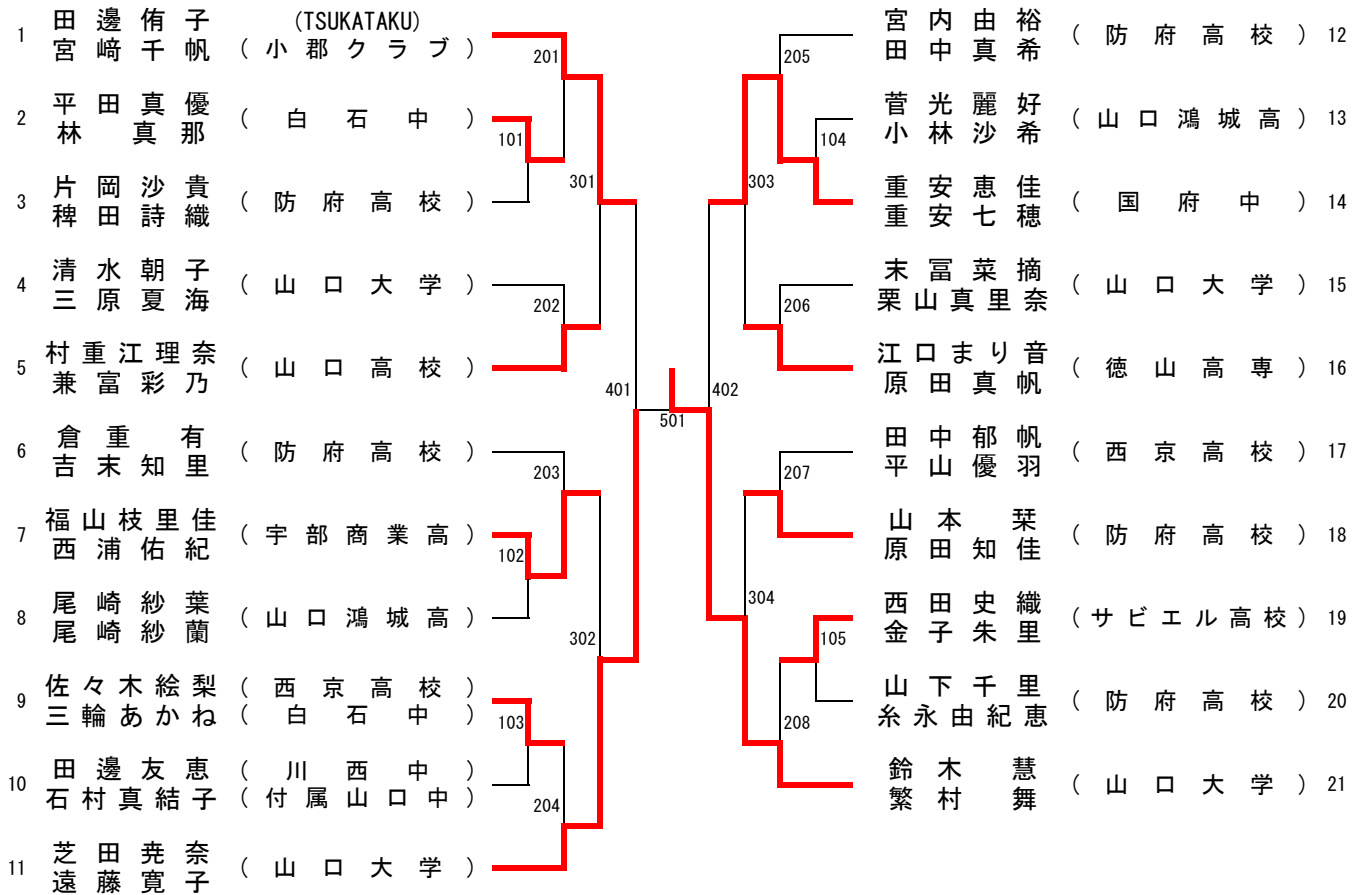 1 田邊侑子 (TSUKATAKU)
宮﨑千帆 (小郡クラブ)
2 平田真優 (白石中)
林真那
3 片岡沙貴 (防府高校)
稗田詩織
4 清水朝子 (山口大学)
三原夏海
5 村重江理奈 (山口高校)
兼富彩乃
6 倉重有 (防府高校)
吉末知里
7 福山枝里佳 (宇部商業高)
西浦佑紀
8 尾崎紗葉 (山口鴻城高)
尾崎紗蘭
9 佐々木絵梨 (西京高校)
三輪あかね (白石中)
10 田邊友恵 (川西中)
石村真結子 (付属山口中)
11 芝田尭奈 (山口大学)
遠藤寛子
201
101
301
202
401
203
102
302
103
204
501
205
104
303
206
402
207
304
105
208
宮内由裕 (防府高校) 12
田中真希
菅光麗好 (山口鴻城高) 13
小林沙希
重安恵佳 (国府中) 14
重安七穂
末冨菜摘 (山口大学) 15
栗山真里奈
江口まり音 (徳山高専) 16
原田真帆
田中郁帆 (西京高校) 17
平山優羽
山本栞 (防府高校) 18
原田知佳
西田史織 (サビエル高校) 19
金子朱里
山下千里 (防府高校) 20
糸永由紀恵
鈴木慧 (山口大学) 21
繁村舞